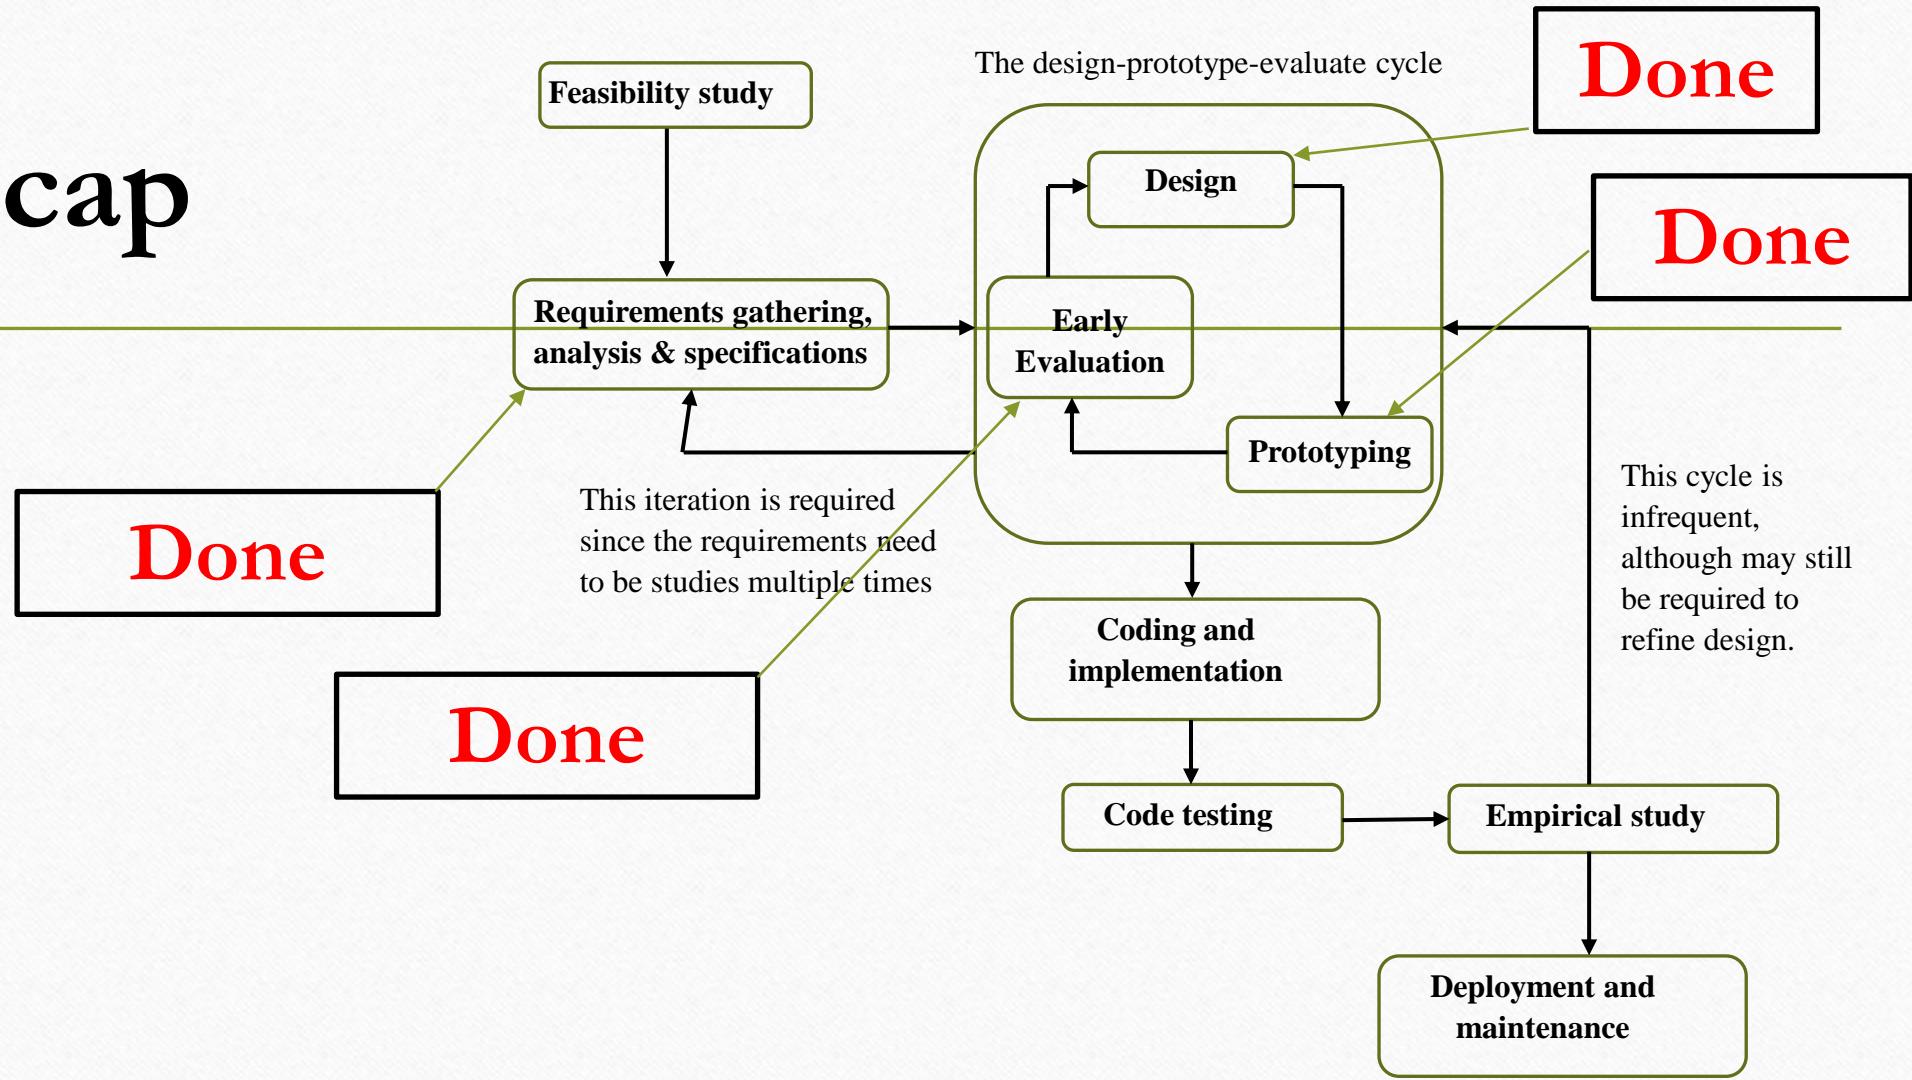 cap
Feasibility study
The design-prototype-evaluate cycle
Done
Design
Done
Requirements gathering,
analysis & specifications
Early
Evaluation
Prototyping
Done
This iteration is required
since the requirements need
to be studies multiple times
This cycle is
infrequent,
although may still
be required to
refine design.
Done
Coding and
implementation
Code testing
Empirical study
Deployment and
maintenance